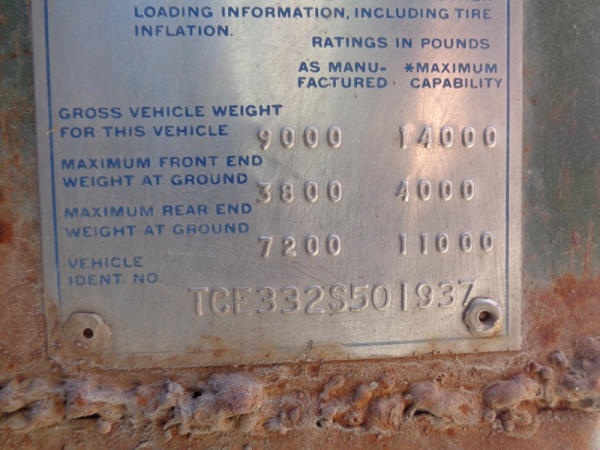 LOADING INFORMATION, INCLUDING TIRE
INFLATION.
RATINGS IN POUNDS
AS MANU- *MAXIMUM
FACTURED CAPABILITY
GROSS VEHICLE WEIGHT
FOR THIS VEHICLE 9000 14000
MAXIMUM FRONT END
WEIGHT AT GROUND 3800 4000
MAXIMUM REAR END
WEIGHT AT GROUND 7200 11000
VEHICLE
IDENT. NO. TCE332S501937